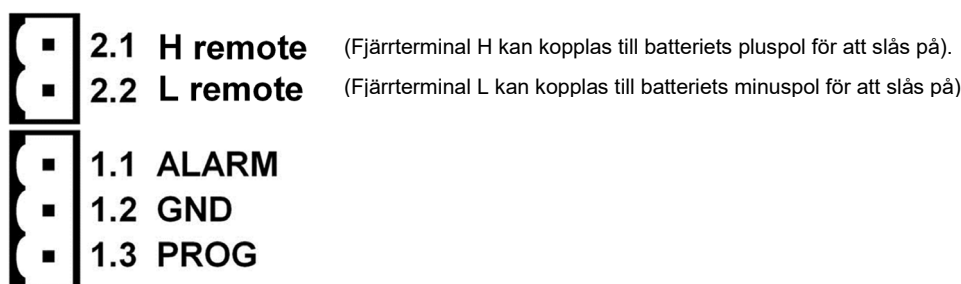 2.1 H remote (Fjärrterminal H kan kopplas till batteriets pluspol för att slås på).
2.2 L remote (Fjärrterminal L kan kopplas till batteriets minuspol för att slås på)
1.1 ALARM
1.2 GND
1.3 PROG